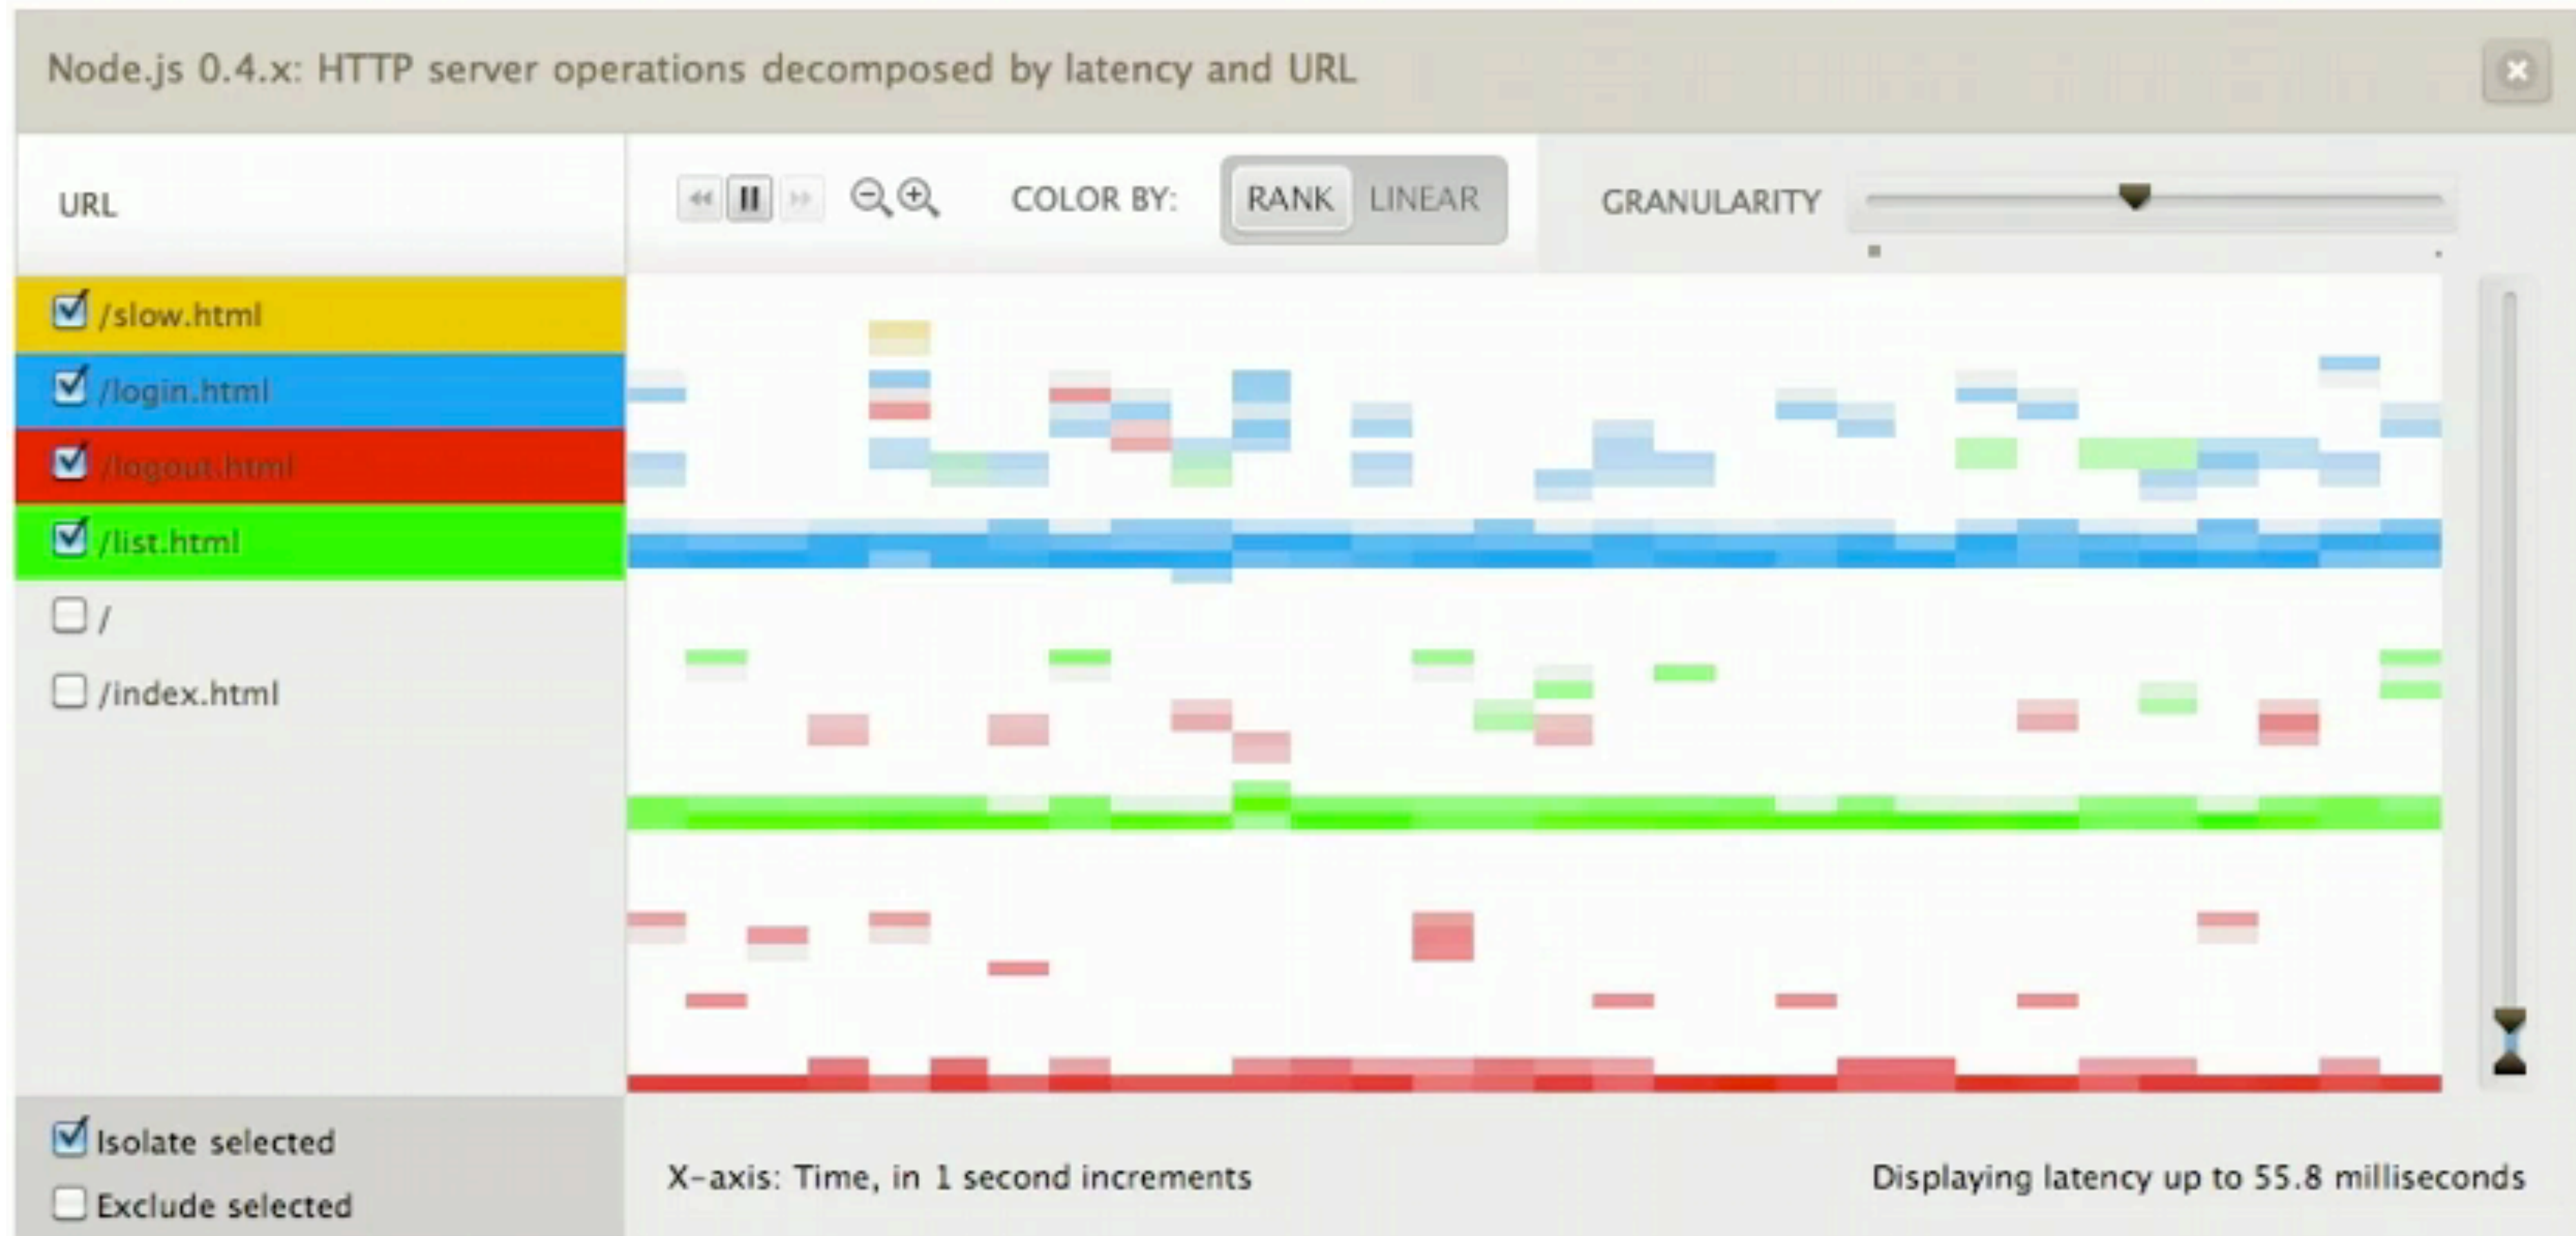 Node.js 0.4.x: HTTP server operations decomposed by latency and URL
URL
COLOR BY:
RANK
LINEAR
GRANULARITY
/slow.html
/login.html
/logout.html
/list.html
/
/index.html
Isolate selected
Exclude selected
X-axis: Time, in 1 second increments
Displaying latency up to 55.8 milliseconds